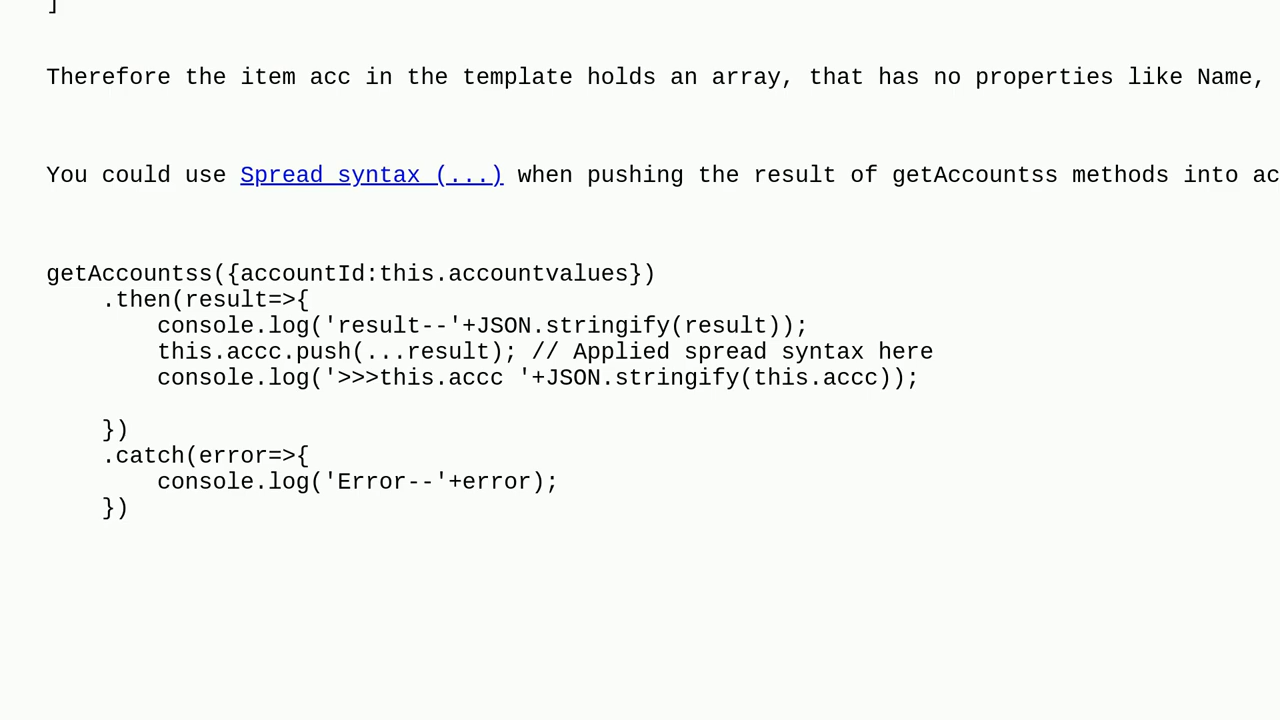 ]
Therefore the item acc in the template holds an array, that has no properties like Name,
You could use Spread syntax (...) when pushing the result of getAccountss methods into ac
getAccountss({accountId:this.accountvalues})
    .then(result=>{
        console.log('result--'+JSON.stringify(result));
        this.accc.push(...result); // Applied spread syntax here
        console.log('>>>this.accc '+JSON.stringify(this.accc));
    })
    .catch(error=>{
        console.log('Error--'+error);
    })